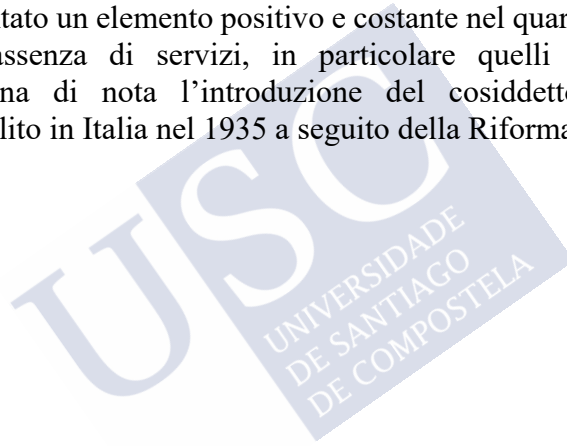 tato un elemento positivo e costante nel quar
assenza di servizi, in particolare quelli
na di nota l’introduzione del cosiddetto
lito in Italia nel 1935 a seguito della Riforma
USC
UNIVERSIDADE
DE SANTIAGO
DE COMPOSTELA